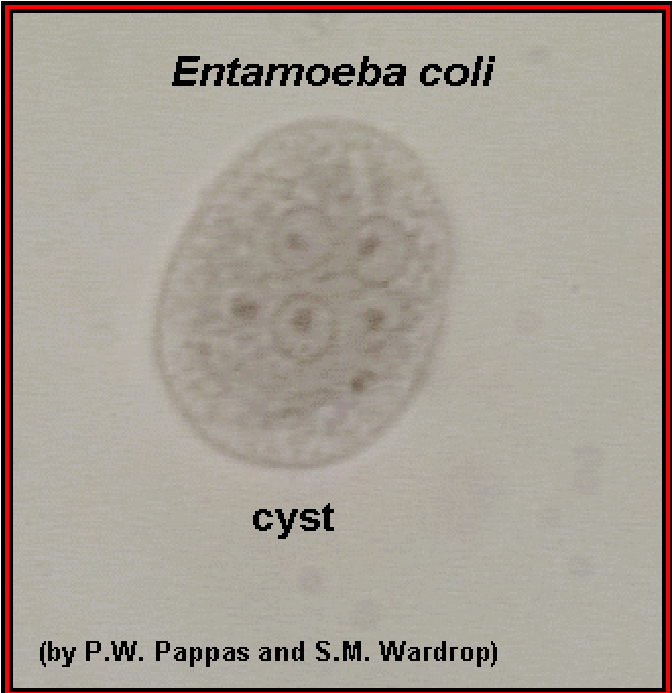 Entamoeba coli
cyst
(by P.W. Pappas and S.M. Wardrop)